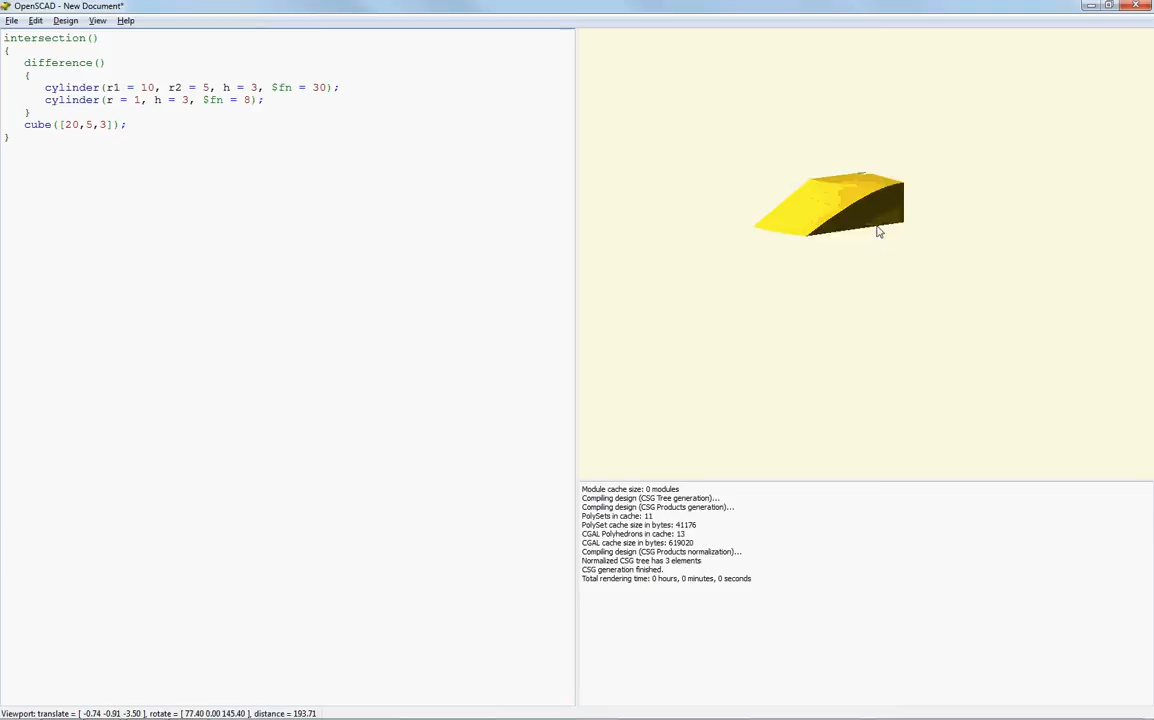 OpenSCAD - New Document*
File Edit Design View Help
intersection()
{
difference()
{
cylinder(r1 = 10, r2 = 5, h = 3, $fn = 30);
cylinder(r = 1, h = 3, $fn = 8);
}
cube([20,5,3]);
}
Module cache size: 0 modules
Compiling design (CSG Tree generation)...
Compiling design (CSG Products generation)...
PolySets in cache: 11
PolySet cache size in bytes: 41176
CGAL Polyhedrons in cache: 13
CGAL cache size in bytes: 619020
Compiling design (CSG Products normalization)...
Normalized CSG tree has 3 elements
CSG generation finished.
Total rendering time: 0 hours, 0 minutes, 0 seconds
Viewport: translate = [ -0.74 -0.91 -3.50 ], rotate = [ 77.40 0.00 145.40 ], distance = 193.71